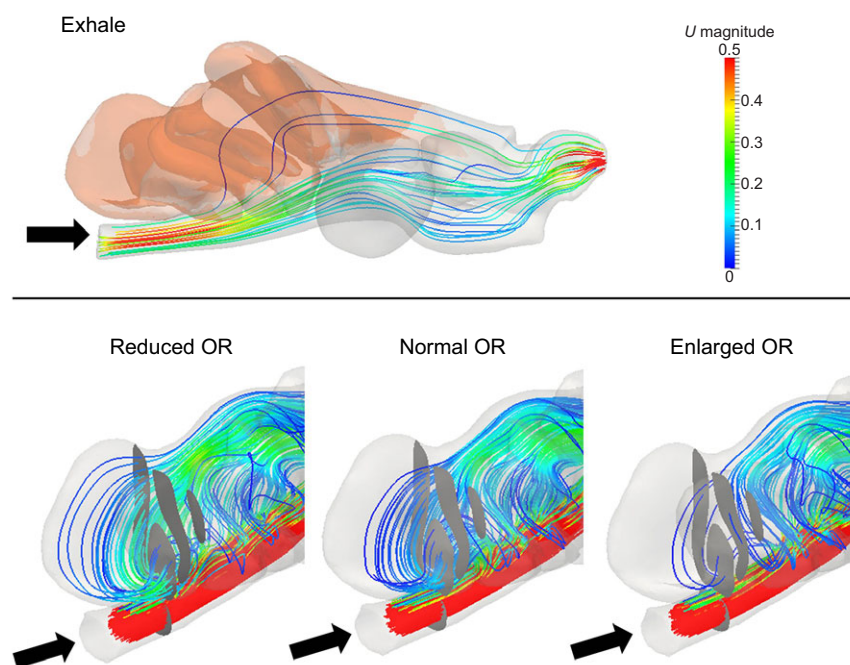 Exhale
U magnitude
0.5
0.4
0.3
0.2
0.1
0
Reduced OR
Normal OR
Enlarged OR